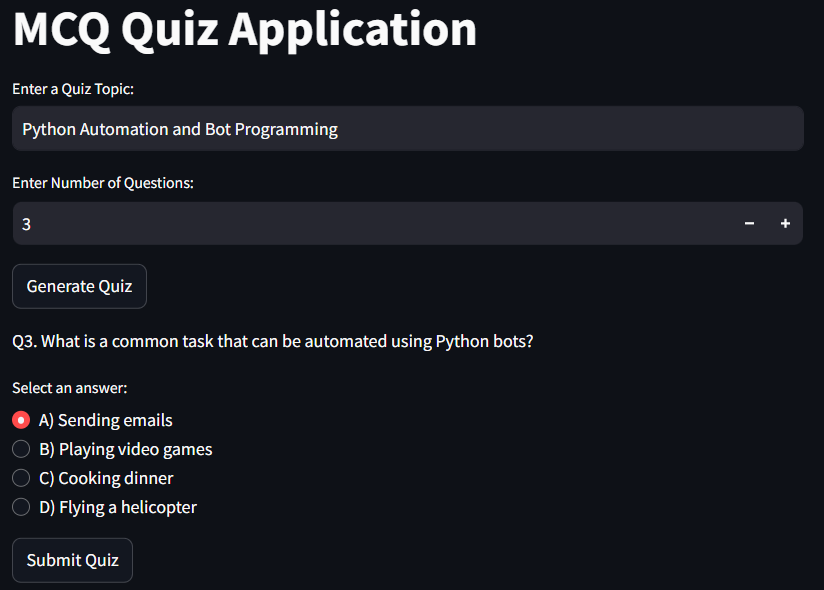 MCQ Quiz Application
Enter a Quiz Topic:
Python Automation and Bot Programming
Enter Number of Questions:
3 − +
Generate Quiz
Q3. What is a common task that can be automated using Python bots?
Select an answer:
A) Sending emails
B) Playing video games
C) Cooking dinner
D) Flying a helicopter
Submit Quiz